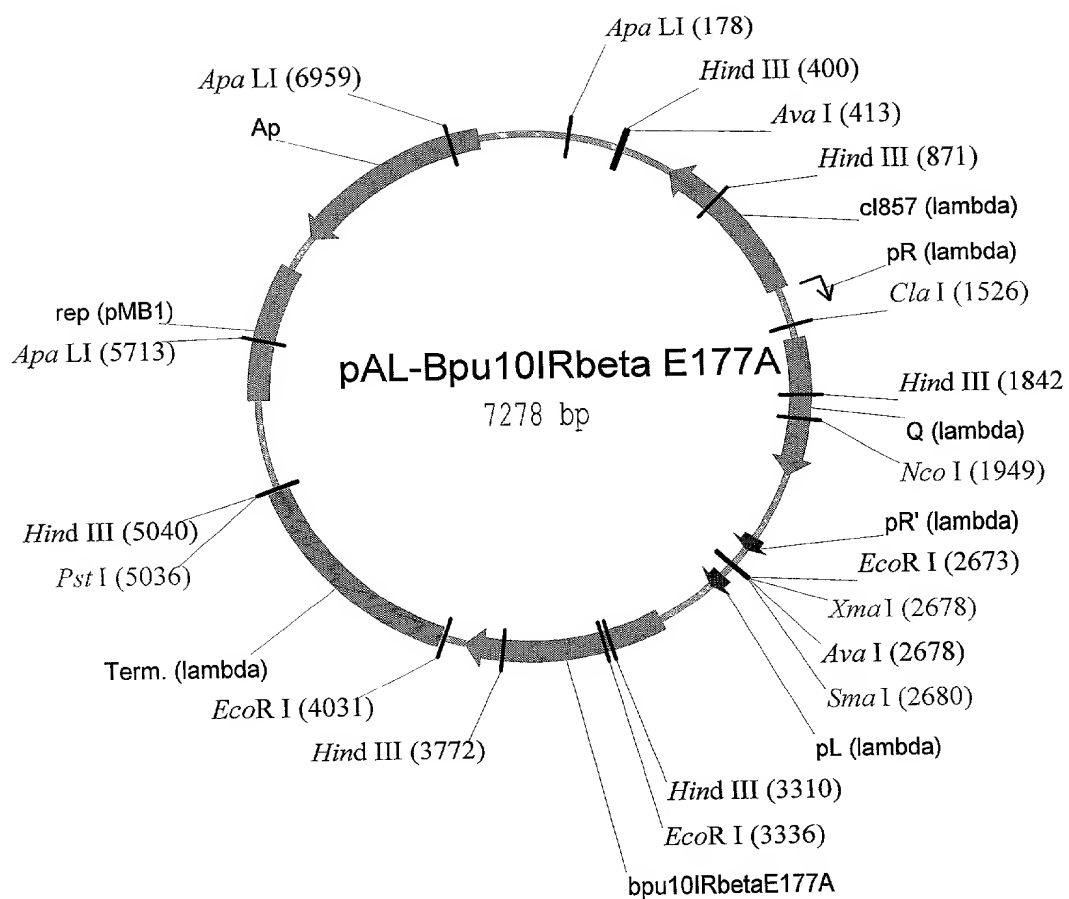 Apa LI (178)
Apa LI (6959)
Hind III (400)
Ap
Ava I (413)
Hind III (871)
cI857 (lambda)
pR (lambda)
Cla I (1526)
rep (pMB1)
Apa LI (5713)
pAL-Bpu10IRbeta E177A
7278 bp
Hind III (1842
Q (lambda)
Nco I (1949)
Hind III (5040)
Pst I (5036)
pR' (lambda)
EcoR I (2673)
Xma I (2678)
Ava I (2678)
Sma I (2680)
pL (lambda)
Term. (lambda)
EcoR I (4031)
Hind III (3772)
Hind III (3310)
EcoR I (3336)
bpu10IRbetaE177A